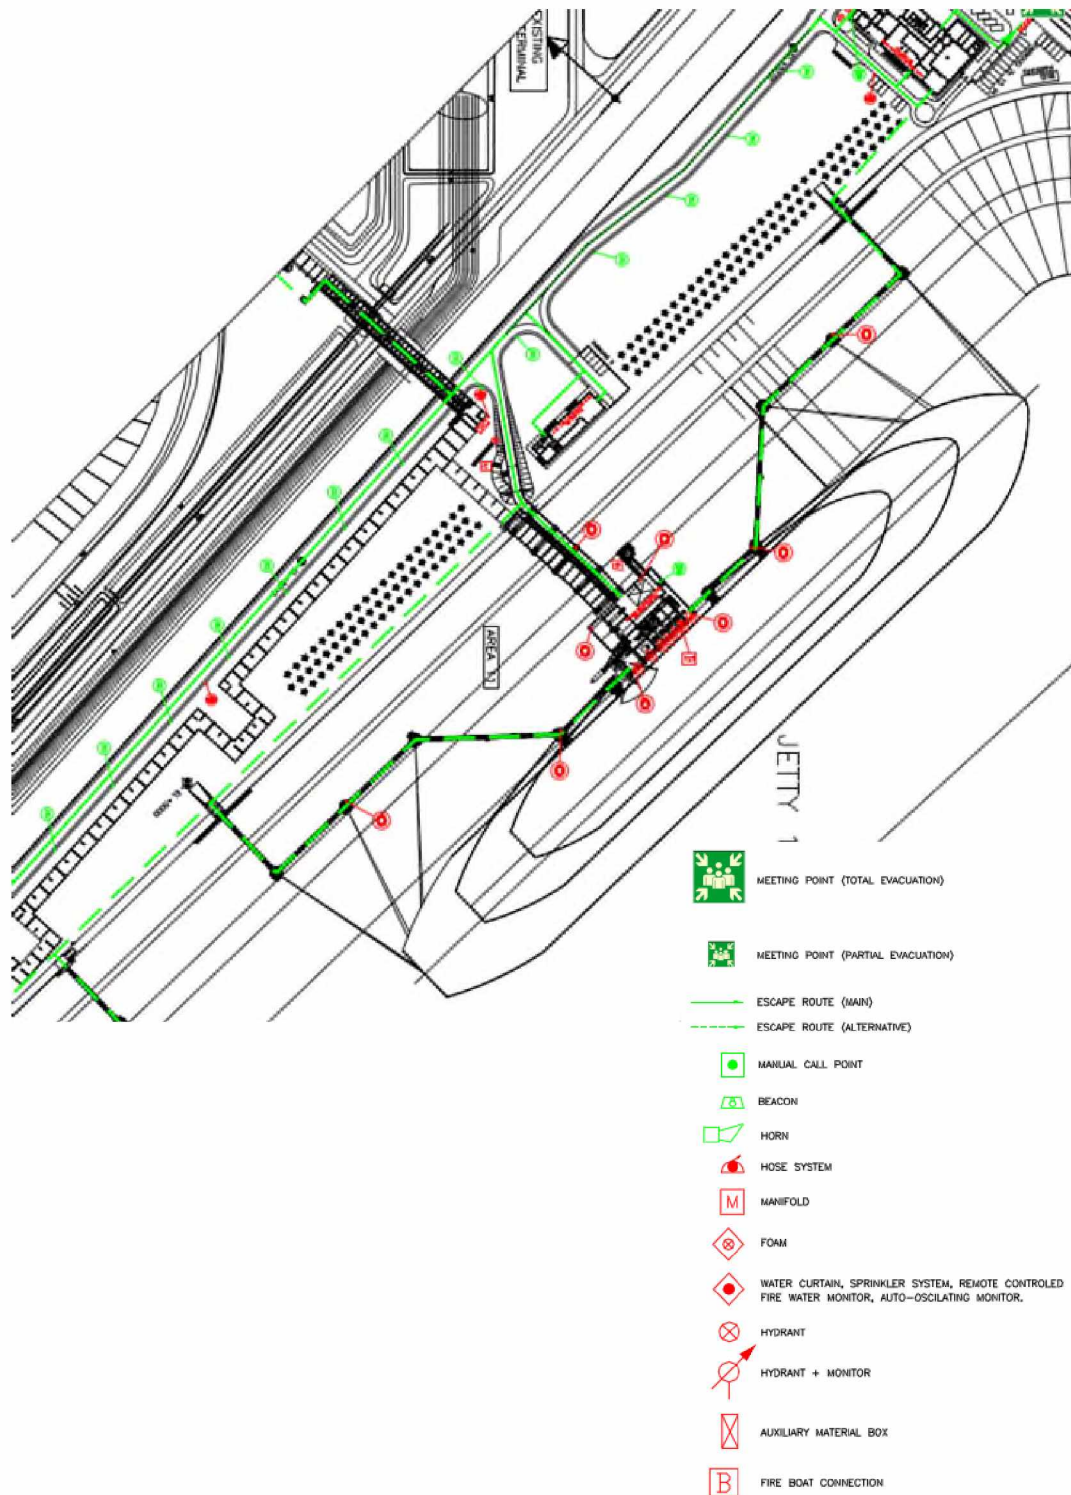 EXISTING
TERMINAL
AREA 51
JETTY 1
MEETING POINT (TOTAL EVACUATION)
MEETING POINT (PARTIAL EVACUATION)
ESCAPE ROUTE (MAIN)
ESCAPE ROUTE (ALTERNATIVE)
MANUAL CALL POINT
BEACON
HORN
HOSE SYSTEM
M MANIFOLD
FOAM
WATER CURTAIN, SPRINKLER SYSTEM, REMOTE CONTROLED
FIRE WATER MONITOR, AUTO-OSCILATING MONITOR.
HYDRANT
HYDRANT + MONITOR
AUXILIARY MATERIAL BOX
B FIRE BOAT CONNECTION